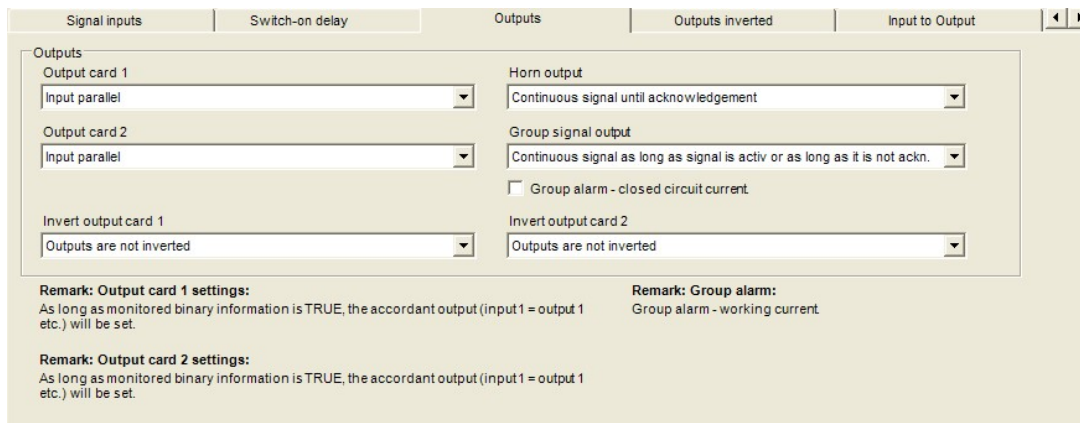 Signal inputs
Switch-on delay
Outputs
Outputs inverted
Input to Output
Outputs
Output card 1
Input parallel
Horn output
Continuous signal until acknowledgement
Output card 2
Input parallel
Group signal output
Continuous signal as long as signal is activ or as long as it is not ackn.
Group alarm - closed circuit current.
Invert output card 1
Outputs are not inverted
Invert output card 2
Outputs are not inverted
Remark: Output card 1 settings:
As long as monitored binary information is TRUE, the accordant output (input1 = output 1
etc.) will be set.
Remark: Group alarm:
Group alarm - working current.
Remark: Output card 2 settings:
As long as monitored binary information is TRUE, the accordant output (input1 = output 1
etc.) will be set.